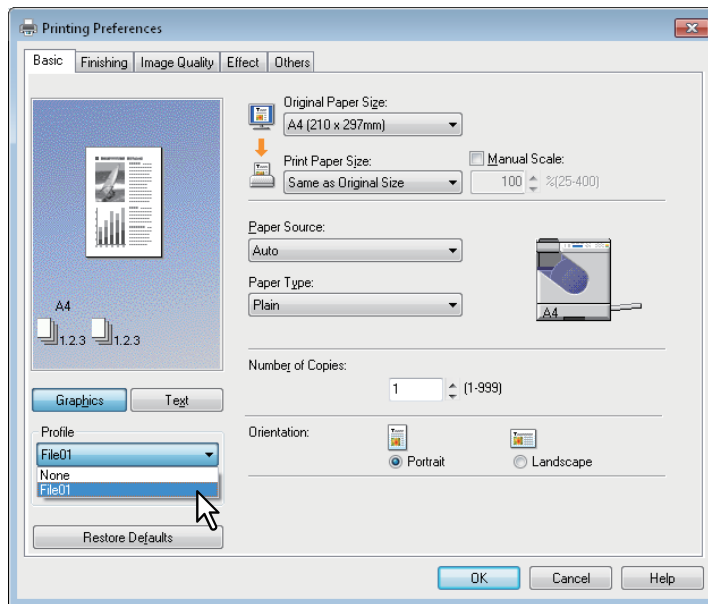 Printing Preferences
Basic Finishing Image Quality Effect Others
Original Paper Size:
A4 (210 x 297mm)
Print Paper Size:
Same as Original Size
Manual Scale:
100 %(25-400)
Paper Source:
Auto
Paper Type:
Plain
A4
A4
1.2.3 1.2.3
Number of Copies:
1 (1-999)
Graphics Text
Profile
File01
None
File01
Orientation:
Portrait Landscape
Restore Defaults
OK Cancel Help